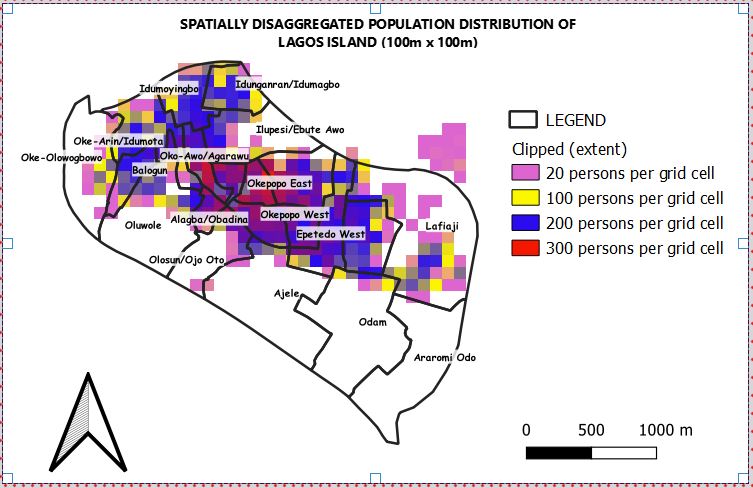 SPATIALLY DISAGGREGATED POPULATION DISTRIBUTION OF
LAGOS ISLAND (100m x 100m)
Idumoyingbo
Idunganran/Idumagbo
Ilupesi/Ebute Awo
Oke-Arin/Idumota
Oke-Olowogbowo
Oko-Awo/Agarawu
Balogun
Okepopo East
Okepopo West
Alagba/Obadina
Oluwole
Epetedo West
Lafiaji
Olosun/Ojo Oto
Ajele
Odam
Araromi Odo
LEGEND
Clipped (extent)
20 persons per grid cell
100 persons per grid cell
200 persons per grid cell
300 persons per grid cell
0 500 1000 m